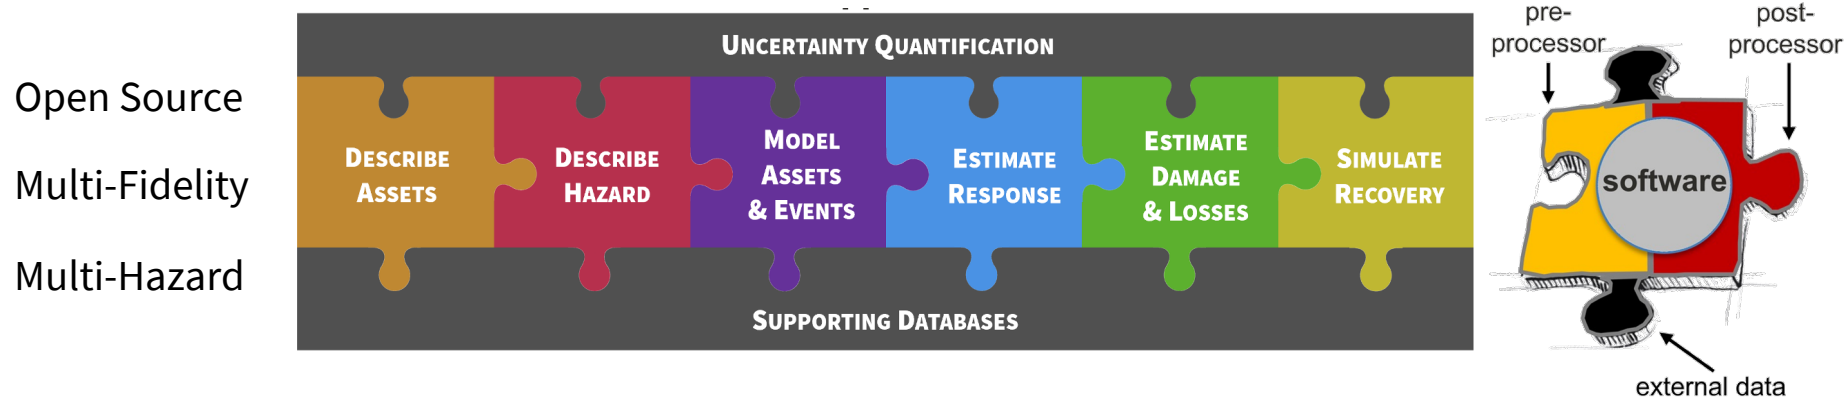 Open Source
Multi-Fidelity
Multi-Hazard
UNCERTAINTY QUANTIFICATION
DESCRIBE
ASSETS
DESCRIBE
HAZARD
MODEL
ASSETS
& EVENTS
ESTIMATE
RESPONSE
ESTIMATE
DAMAGE
& LOSSES
SIMULATE
RECOVERY
SUPPORTING DATABASES
pre-
processor
post-
processor
software
external data